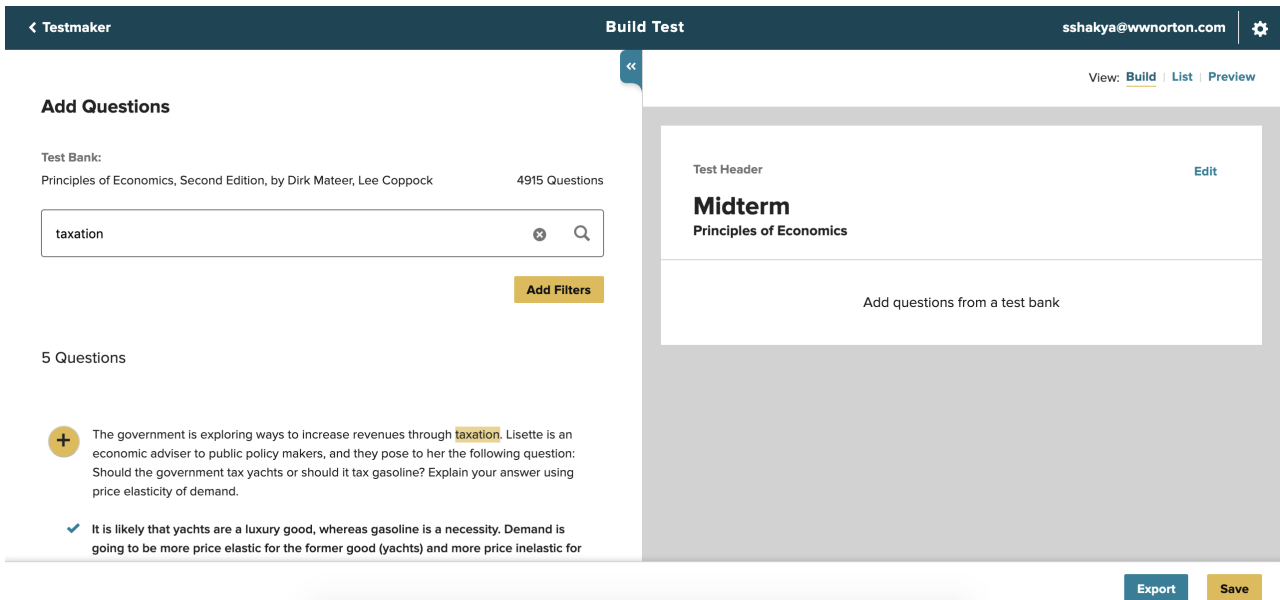 Testmaker
Build Test
sshakya@wwnorton.com
View: Build | List | Preview
Add Questions
Test Bank:
Principles of Economics, Second Edition, by Dirk Mateer, Lee Coppock
4915 Questions
taxation
Add Filters
5 Questions
The government is exploring ways to increase revenues through taxation. Lisette is an
economic adviser to public policy makers, and they pose to her the following question:
Should the government tax yachts or should it tax gasoline? Explain your answer using
price elasticity of demand.
It is likely that yachts are a luxury good, whereas gasoline is a necessity. Demand is
going to be more price elastic for the former good (yachts) and more price inelastic for
Test Header
Edit
Midterm
Principles of Economics
Add questions from a test bank
Export
Save